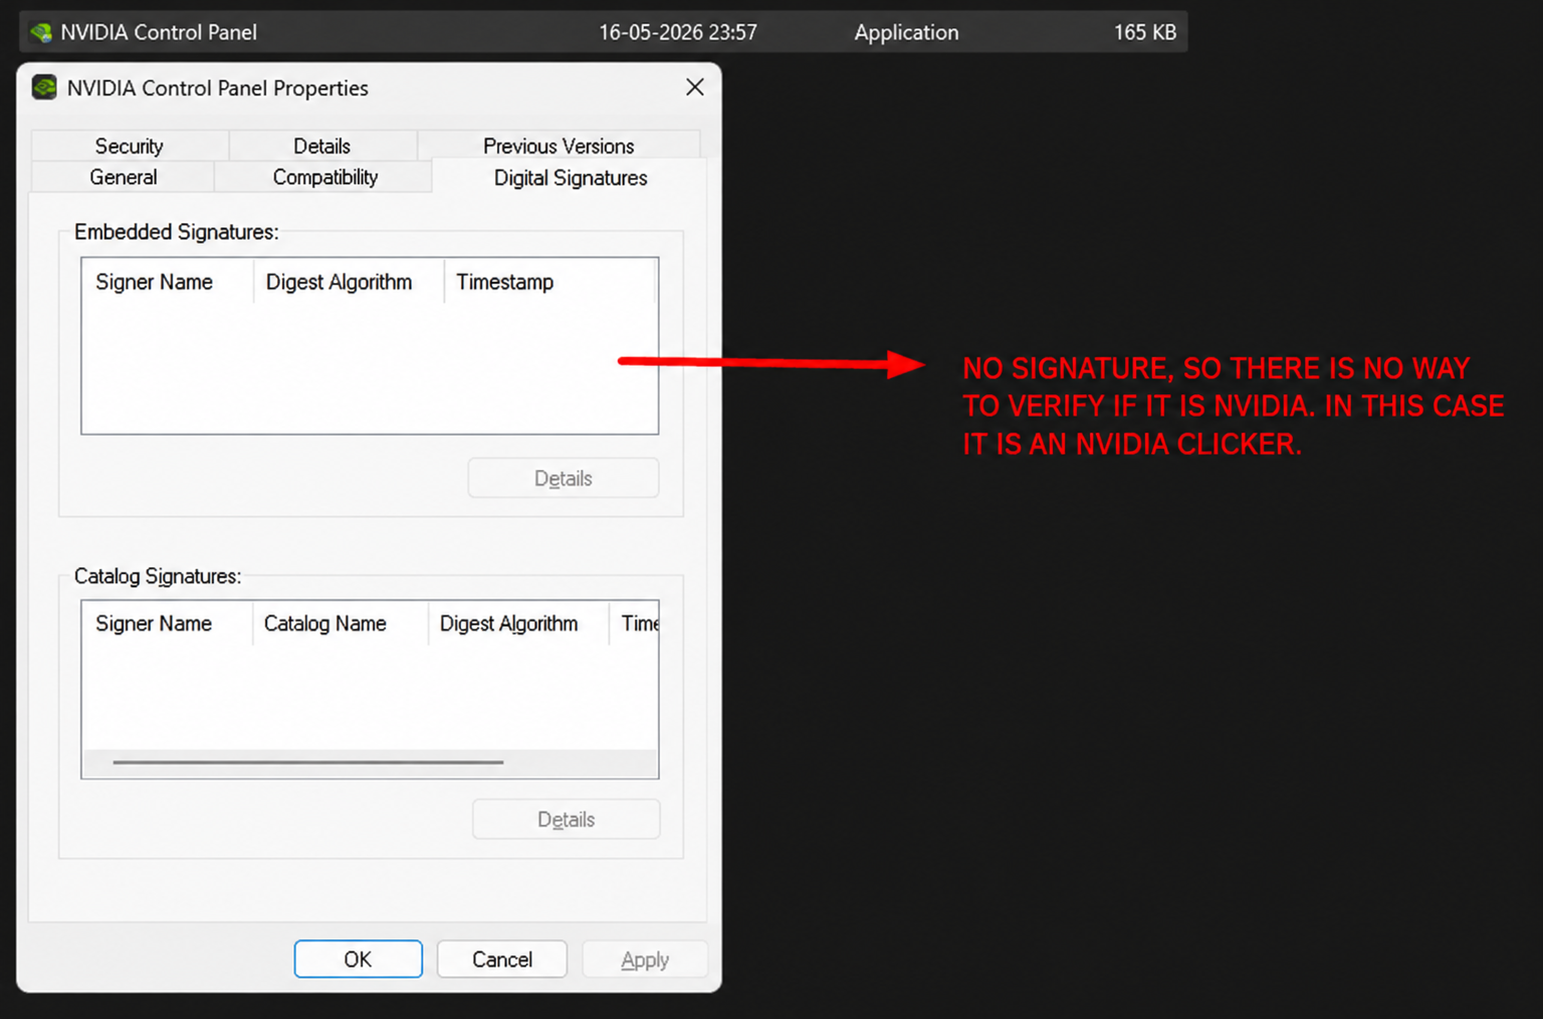 NVIDIA Control Panel 16-05-2026 23:57 Application 165 KB
NVIDIA Control Panel Properties
Security Details Previous Versions
General Compatibility Digital Signatures
Embedded Signatures:
Signer Name Digest Algorithm Timestamp
Details
NO SIGNATURE, SO THERE IS NO WAY
TO VERIFY IF IT IS NVIDIA. IN THIS CASE
IT IS AN NVIDIA CLICKER.
Catalog Signatures:
Signer Name Catalog Name Digest Algorithm Time
Details
OK Cancel Apply